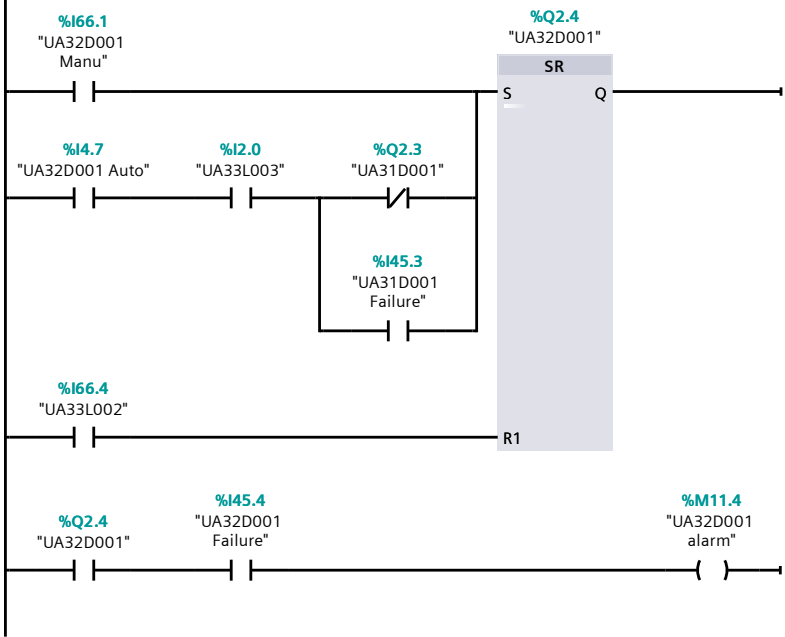 %I66.1
"UA32D001
Manu"
%Q2.4
"UA32D001"
SR
S
Q
%I4.7
"UA32D001 Auto"
%I2.0
"UA33L003"
%Q2.3
"UA31D001"
%I45.3
"UA31D001
Failure"
%I66.4
"UA33L002"
R1
%Q2.4
"UA32D001"
%I45.4
"UA32D001
Failure"
%M11.4
"UA32D001
alarm"